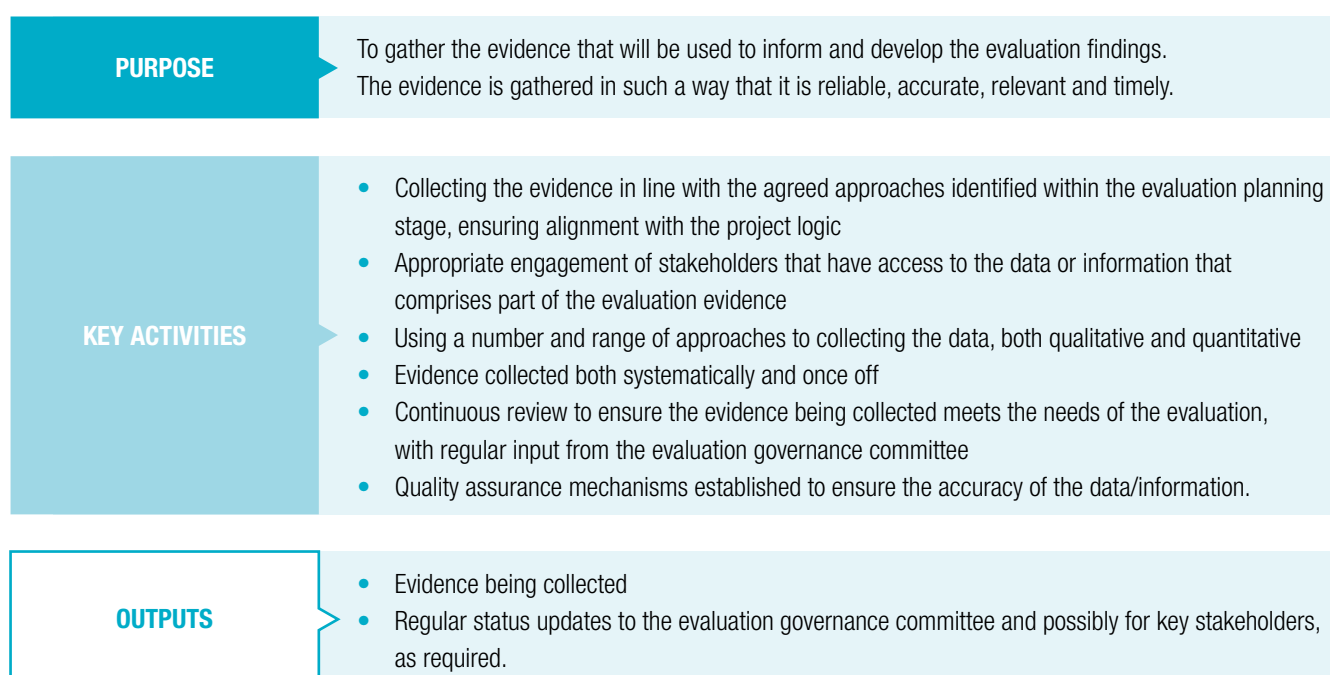 PURPOSE
To gather the evidence that will be used to inform and develop the evaluation findings.
The evidence is gathered in such a way that it is reliable, accurate, relevant and timely.
KEY ACTIVITIES
• Collecting the evidence in line with the agreed approaches identified within the evaluation planning
stage, ensuring alignment with the project logic
• Appropriate engagement of stakeholders that have access to the data or information that
comprises part of the evaluation evidence
• Using a number and range of approaches to collecting the data, both qualitative and quantitative
• Evidence collected both systematically and once off
• Continuous review to ensure the evidence being collected meets the needs of the evaluation,
with regular input from the evaluation governance committee
• Quality assurance mechanisms established to ensure the accuracy of the data/information.
OUTPUTS
• Evidence being collected
• Regular status updates to the evaluation governance committee and possibly for key stakeholders,
as required.